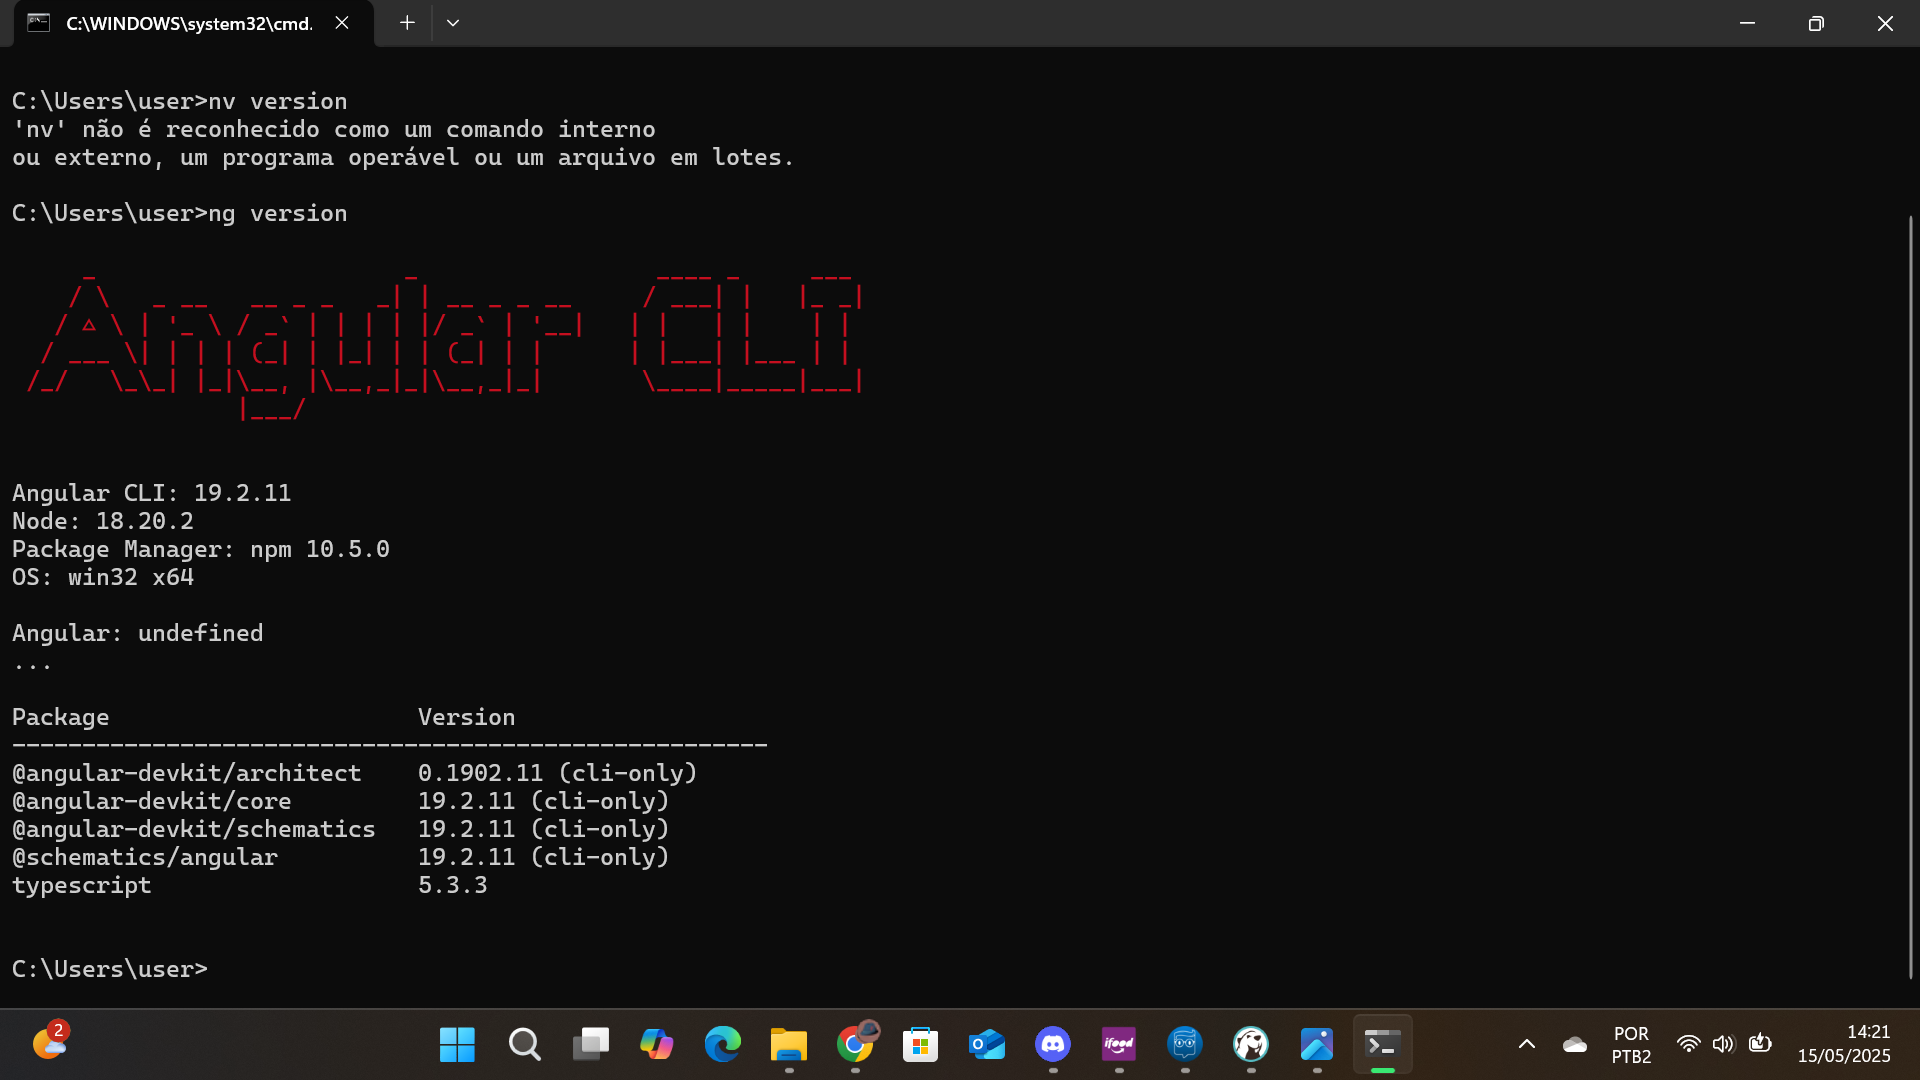 C:\WINDOWS\system32\cmd.
C:\Users\user>nv version
'nv' não é reconhecido como um comando interno
ou externo, um programa operável ou um arquivo em lotes.
C:\Users\user>ng version
Angular CLI
Angular CLI: 19.2.11
Node: 18.20.2
Package Manager: npm 10.5.0
OS: win32 x64
Angular: undefined
...
Package Version
------------------------------------------------------
@angular-devkit/architect 0.1902.11 (cli-only)
@angular-devkit/core 19.2.11 (cli-only)
@angular-devkit/schematics 19.2.11 (cli-only)
@schematics/angular 19.2.11 (cli-only)
typescript 5.3.3
C:\Users\user>
2
ifood
POR
PTB2
14:21
15/05/2025